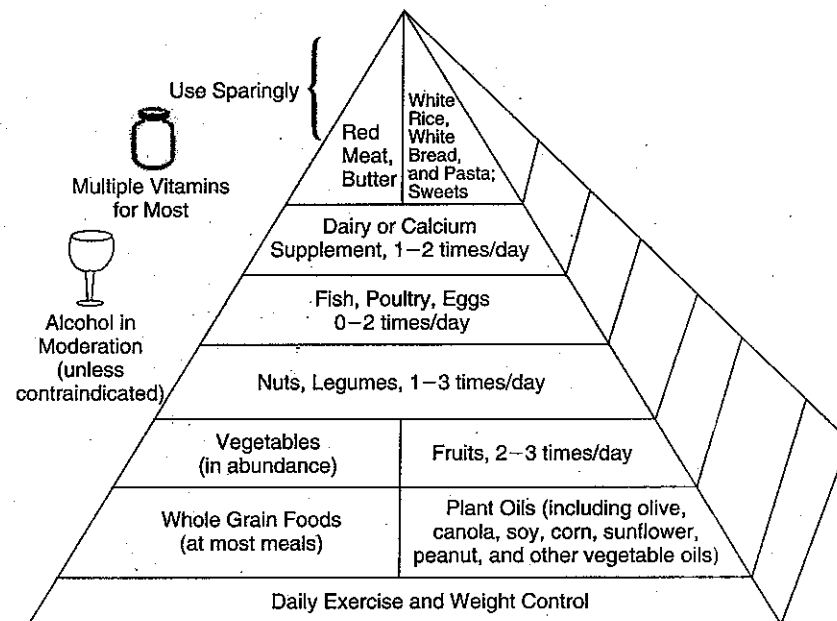 Use Sparingly
Red
Meat,
Butter
White
Rice,
White
Bread,
and Pasta;
Sweets
Multiple Vitamins
for Most
Dairy or Calcium
Supplement, 1–2 times/day
Fish, Poultry, Eggs
0–2 times/day
Alcohol in
Moderation
(unless
contraindicated)
Nuts, Legumes, 1–3 times/day
Vegetables
(in abundance)
Fruits, 2–3 times/day
Whole Grain Foods
(at most meals)
Plant Oils (including olive,
canola, soy, corn, sunflower,
peanut, and other vegetable oils)
Daily Exercise and Weight Control